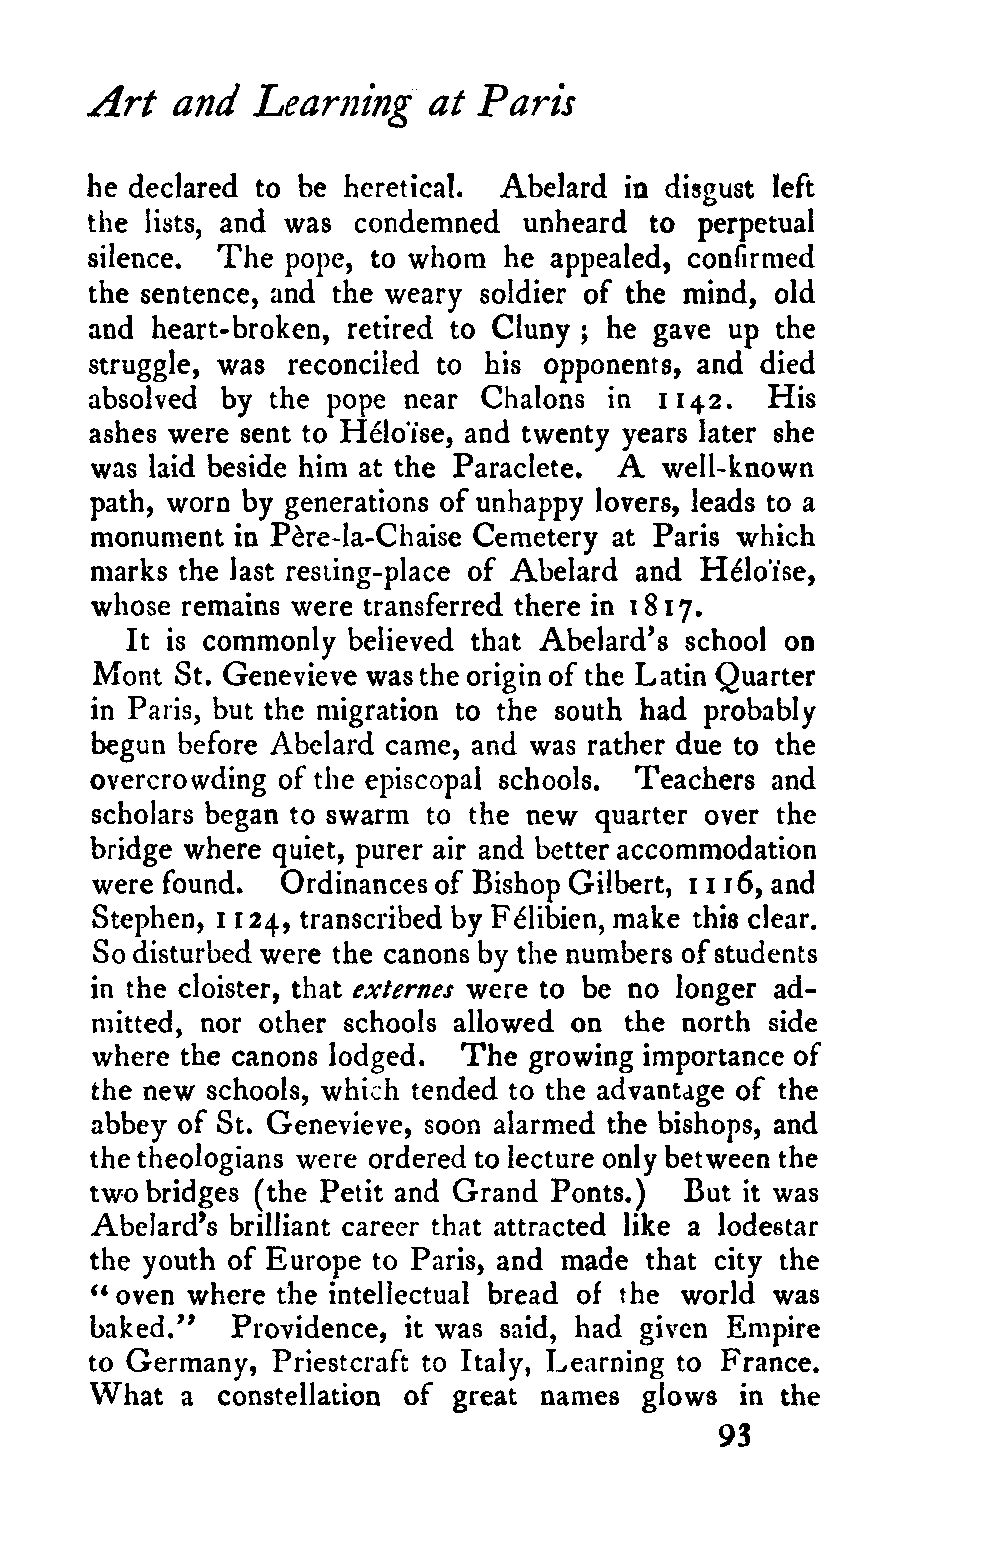 Art and Learning at Paris
he declared to be heretical. Abelard in disgust left
the lists, and was condemned unheard to perpetual
silence. The pope, to whom he appealed, confirmed
the sentence, and the weary soldier of the mind, old
and heart-broken, retired to Cluny ; he gave up the
struggle, was reconciled to his opponents, and died
absolved by the pope near Chalons in 1142. His
ashes were sent to Héloïse, and twenty years later she
was laid beside him at the Paraclete. A well-known
path, worn by generations of unhappy lovers, leads to a
monument in Père-la-Chaise Cemetery at Paris which
marks the last resting-place of Abelard and Héloïse,
whose remains were transferred there in 1817.
It is commonly believed that Abelard's school on
Mont St. Genevieve was the origin of the Latin Quarter
in Paris, but the migration to the south had probably
begun before Abelard came, and was rather due to the
overcrowding of the episcopal schools. Teachers and
scholars began to swarm to the new quarter over the
bridge where quiet, purer air and better accommodation
were found. Ordinances of Bishop Gilbert, 1116, and
Stephen, 1124, transcribed by Félibien, make this clear.
So disturbed were the canons by the numbers of students
in the cloister, that externes were to be no longer ad-
mitted, nor other schools allowed on the north side
where the canons lodged. The growing importance of
the new schools, which tended to the advantage of the
abbey of St. Genevieve, soon alarmed the bishops, and
the theologians were ordered to lecture only between the
two bridges (the Petit and Grand Ponts.) But it was
Abelard's brilliant career that attracted like a lodestar
the youth of Europe to Paris, and made that city the
"oven where the intellectual bread of the world was
baked." Providence, it was said, had given Empire
to Germany, Priestcraft to Italy, Learning to France.
What a constellation of great names glows in the
93